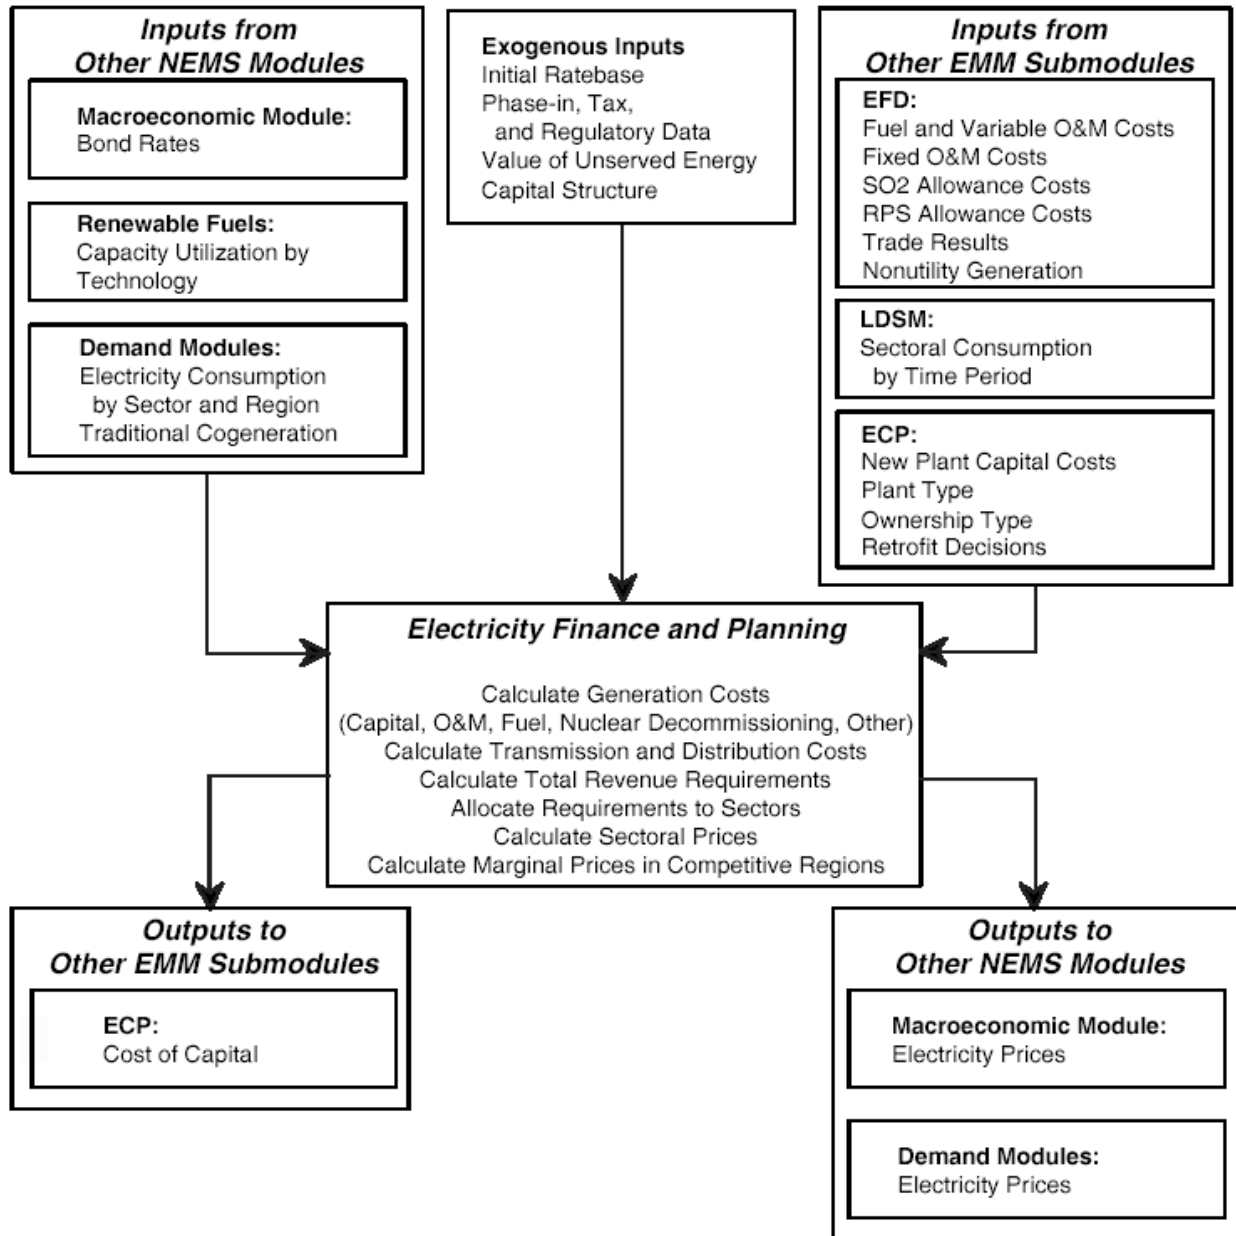 Inputs from
Other NEMS Modules
Macroeconomic Module:
Bond Rates
Renewable Fuels:
Capacity Utilization by
Technology
Demand Modules:
Electricity Consumption
by Sector and Region
Traditional Cogeneration
Exogenous Inputs
Initial Ratebase
Phase-in, Tax,
and Regulatory Data
Value of Unserved Energy
Capital Structure
Inputs from
Other EMM Submodules
EFD:
Fuel and Variable O&M Costs
Fixed O&M Costs
SO2 Allowance Costs
RPS Allowance Costs
Trade Results
Nonutility Generation
LDSM:
Sectoral Consumption
by Time Period
ECP:
New Plant Capital Costs
Plant Type
Ownership Type
Retrofit Decisions
Electricity Finance and Planning
Calculate Generation Costs
(Capital, O&M, Fuel, Nuclear Decommissioning, Other)
Calculate Transmission and Distribution Costs
Calculate Total Revenue Requirements
Allocate Requirements to Sectors
Calculate Sectoral Prices
Calculate Marginal Prices in Competitive Regions
Outputs to
Other EMM Submodules
ECP:
Cost of Capital
Outputs to
Other NEMS Modules
Macroeconomic Module:
Electricity Prices
Demand Modules:
Electricity Prices